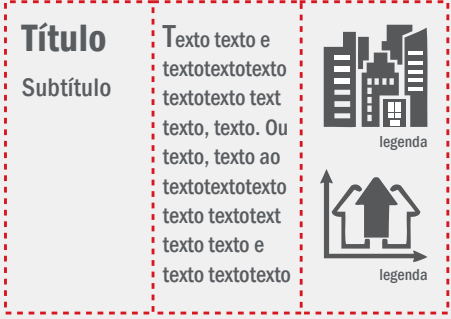 Título
Subtítulo
Texto texto e
textotextotexto
textotexto text
texto, texto. Ou
texto, texto ao
textotextotexto
texto textotext
texto texto e
texto textotexto
legenda
legenda